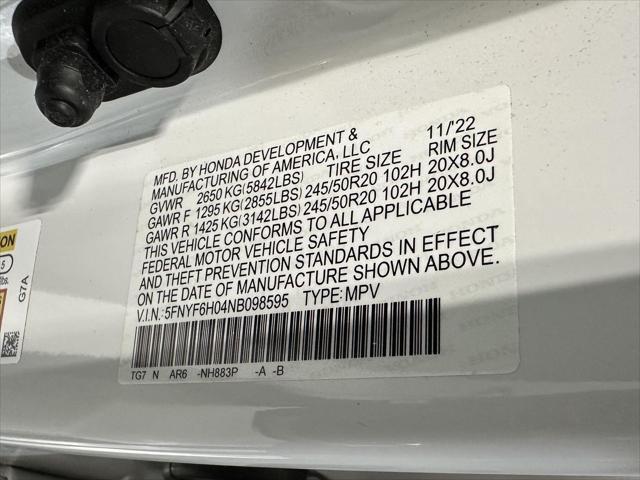 MFD. BY HONDA DEVELOPMENT & 11/'22
MANUFACTURING OF AMERICA, LLC TIRE SIZE RIM SIZE
GVWR 2650 KG(5842LBS)
GAWR F 1295 KG(2855LBS) 245/50R20 102H 20X8.0J
GAWR R 1425 KG(3142LBS) 245/50R20 102H 20X8.0J
THIS VEHICLE CONFORMS TO ALL APPLICABLE
FEDERAL MOTOR VEHICLE SAFETY
AND THEFT PREVENTION STANDARDS IN EFFECT
ON THE DATE OF MANUFACTURE SHOWN ABOVE.
V.I.N.:5FNYF6H04NB098595 TYPE:MPV
TG7 N AR6 -NH883P -A -B
G7A